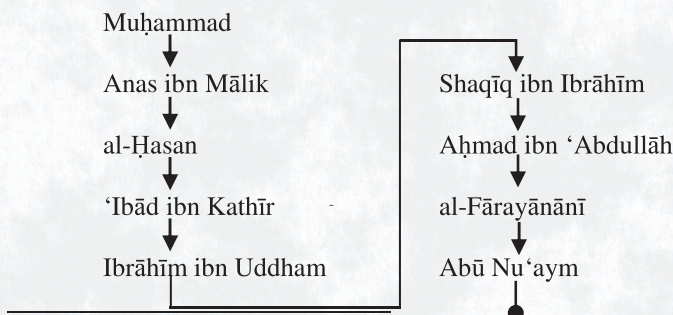 Muḥammad
Anas ibn Mālik
al-Ḥasan
‘Ibād ibn Kathīr
Ibrāhīm ibn Uddham
Shaqīq ibn Ibrāhīm
Aḥmad ibn ‘Abdullāh
al-Fārayānānī
Abū Nu‘aym